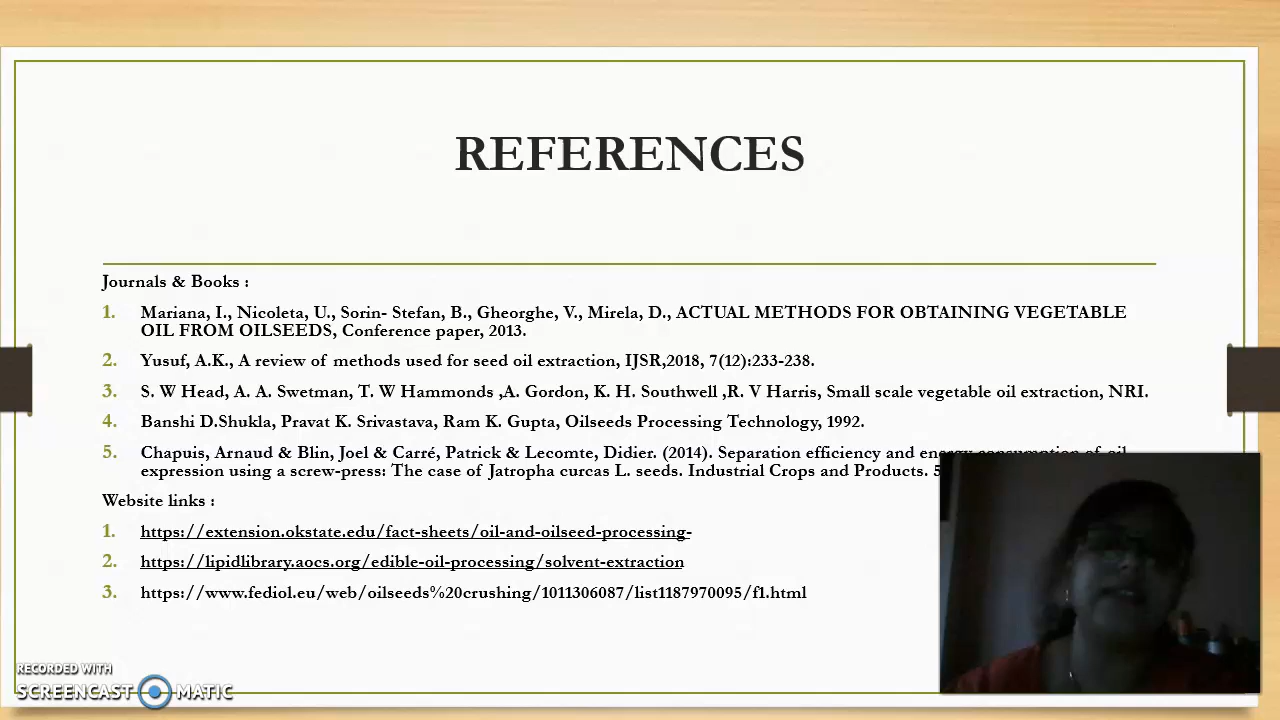 REFERENCES
Journals & Books :
1. Mariana, I., Nicoleta, U., Sorin- Stefan, B., Gheorghe, V., Mirela, D., ACTUAL METHODS FOR OBTAINING VEGETABLE
OIL FROM OILSEEDS, Conference paper, 2013.
2. Yusuf, A.K., A review of methods used for seed oil extraction, IJSR,2018, 7(12):233-238.
3. S. W Head, A. A. Swetman, T. W Hammonds ,A. Gordon, K. H. Southwell ,R. V Harris, Small scale vegetable oil extraction, NRI.
4. Banshi D.Shukla, Pravat K. Srivastava, Ram K. Gupta, Oilseeds Processing Technology, 1992.
5. Chapuis, Arnaud & Blin, Joel & Carré, Patrick & Lecomte, Didier. (2014). Separation efficiency and energy consumption of oil
expression using a screw-press: The case of Jatropha curcas L. seeds. Industrial Crops and Products.
Website links :
1. https://extension.okstate.edu/fact-sheets/oil-and-oilseed-processing-
2. https://lipidlibrary.aocs.org/edible-oil-processing/solvent-extraction
3. https://www.fediol.eu/web/oilseeds%20crushing/1011306087/list1187970095/f1.html
RECORDED WITH
SCREENCAST MATIC